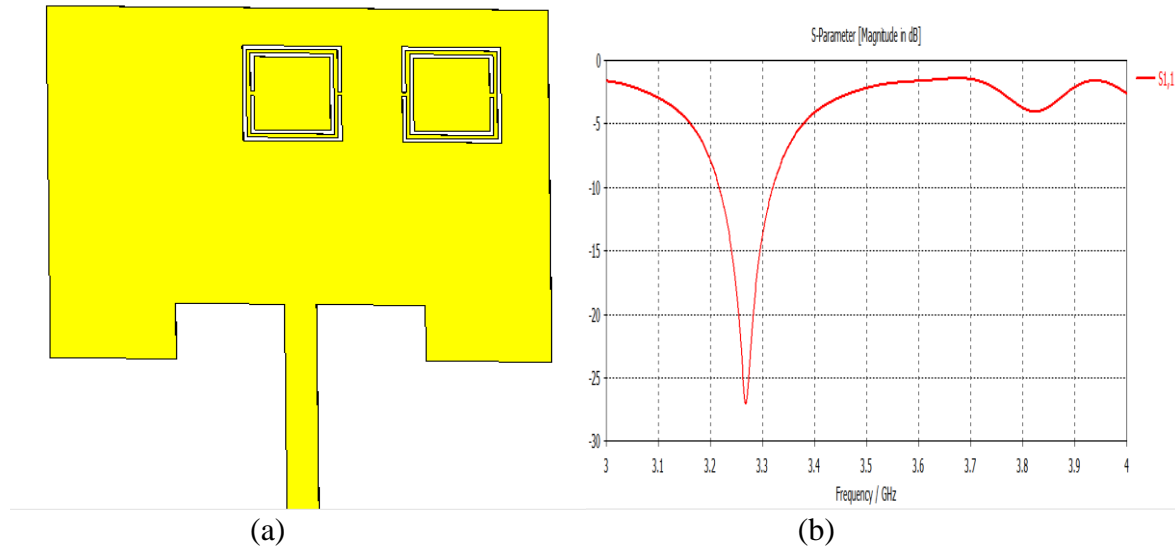 S-Parameter [Magnitude in dB]
0
-5
-10
-15
-20
-25
-30
S1,1
3 3.1 3.2 3.3 3.4 3.5 3.6 3.7 3.8 3.9 4
Frequency / GHz
(a) (b)